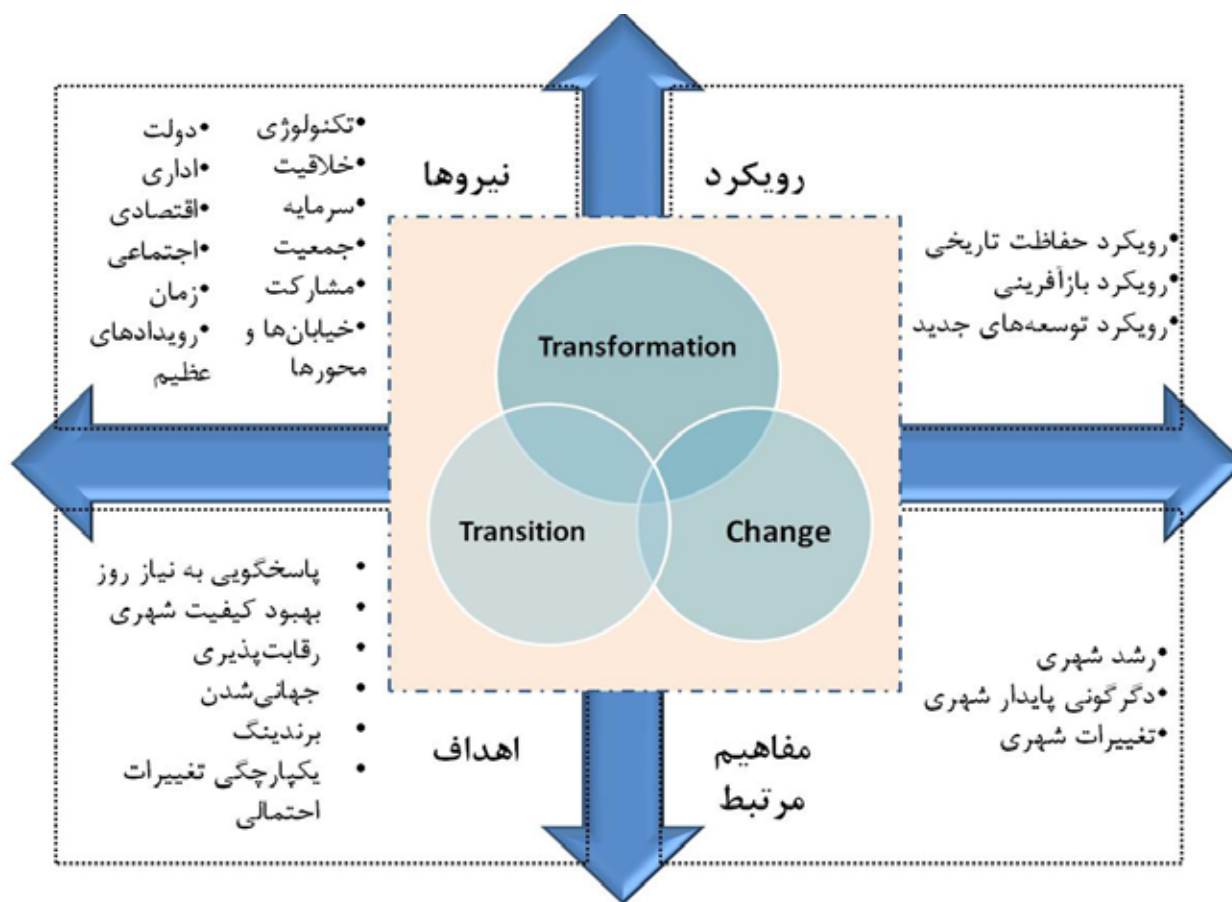 رویکرد
•رویکرد حفاظت تاریخی
•رویکرد بازآفرینی
•رویکرد توسعه‌های جدید
نیروها
•تکنولوژی
•خلاقیت
•سرمایه
•جمعیت
•مشارکت
•خیابان‌ها و
محورها
•دولت
•اداری
•اقتصادی
•اجتماعی
•زمان
•رویدادهای
عظیم
Transformation
Transition
Change
مفاهیم
مرتبط
•رشد شهری
•دگرگونی پایدار شهری
•تغییرات شهری
اهداف
• پاسخگویی به نیاز روز
• بهبود کیفیت شهری
• رقابت‌پذیری
• جهانی‌شدن
• برندینگ
• یکپارچگی تغییرات
احتمالی